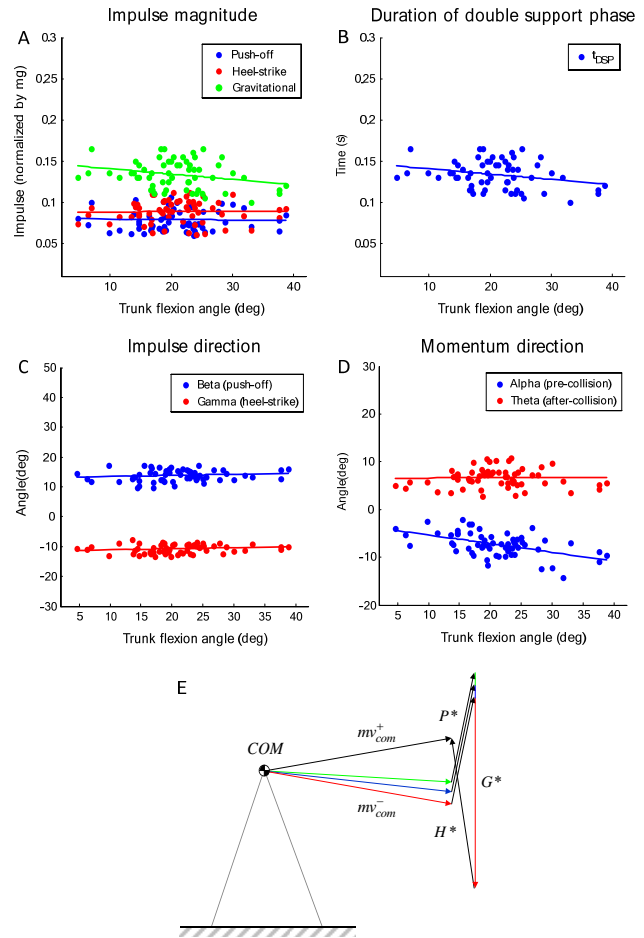 Impulse magnitude
Duration of double support phase
A
B
0,3
0.25
0,2
0.15
0.1
0.05
Impulse (normalized by mg)
Push-off
Heel-strike
Gravitational
10
20
30
40
Trunk flexion angle (deg)
0,3
0.25
0.2
0.15
0.1
0.05
Time (s)
tDSP
10
20
30
40
Trunk flexion angle (deg)
C
Impulse direction
D
Momentum direction
50
40
30
20
10
0
-10
-20
-30
Angle(deg)
Beta (push-off)
Gamma (heel-strike)
5 10 15 20 25 30 35 40
Trunk flexion angle (deg)
30
20
10
0
-10
-20
Angle(deg)
Alpha (pre-collision)
Theta (after-collision)
5 10 15 20 25 30 35 40
Trunk flexion angle (deg)
E
P*
mv+com
COM
G*
mv−com
H*